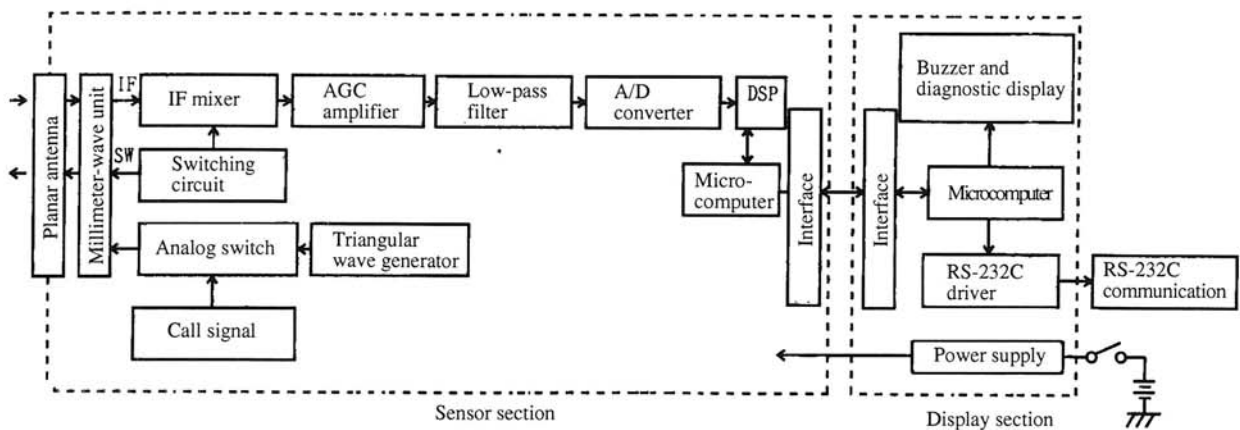 Planar antenna
Millimeter-wave unit
IF
SW
IF mixer
AGC
amplifier
Low-pass
filter
A/D
converter
DSP
Switching
circuit
Micro-
computer
Interface
Analog switch
Triangular
wave generator
Call signal
Sensor section
Interface
Buzzer and
diagnostic display
Microcomputer
RS-232C
driver
RS-232C
communication
Power supply
Display section